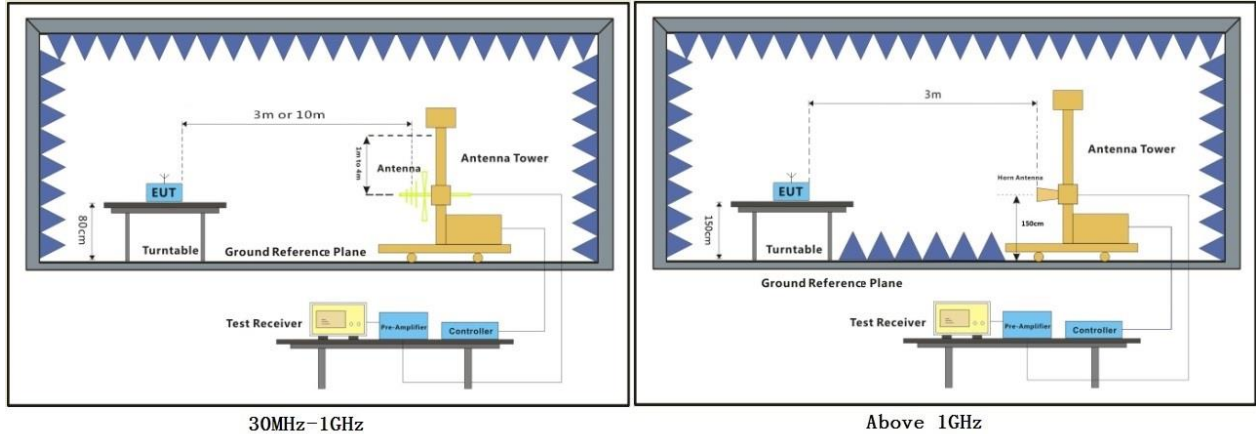 3m or 10m
1m to 4m
Antenna
Antenna Tower
EUT
80cm
Turntable
Ground Reference Plane
Test Receiver
Pre-Amplifier
Controller
30MHz-1GHz
3m
Antenna Tower
Horn Antenna
EUT
150cm
150cm
Turntable
Ground Reference Plane
Test Receiver
Pre-Amplifier
Controller
Above 1GHz